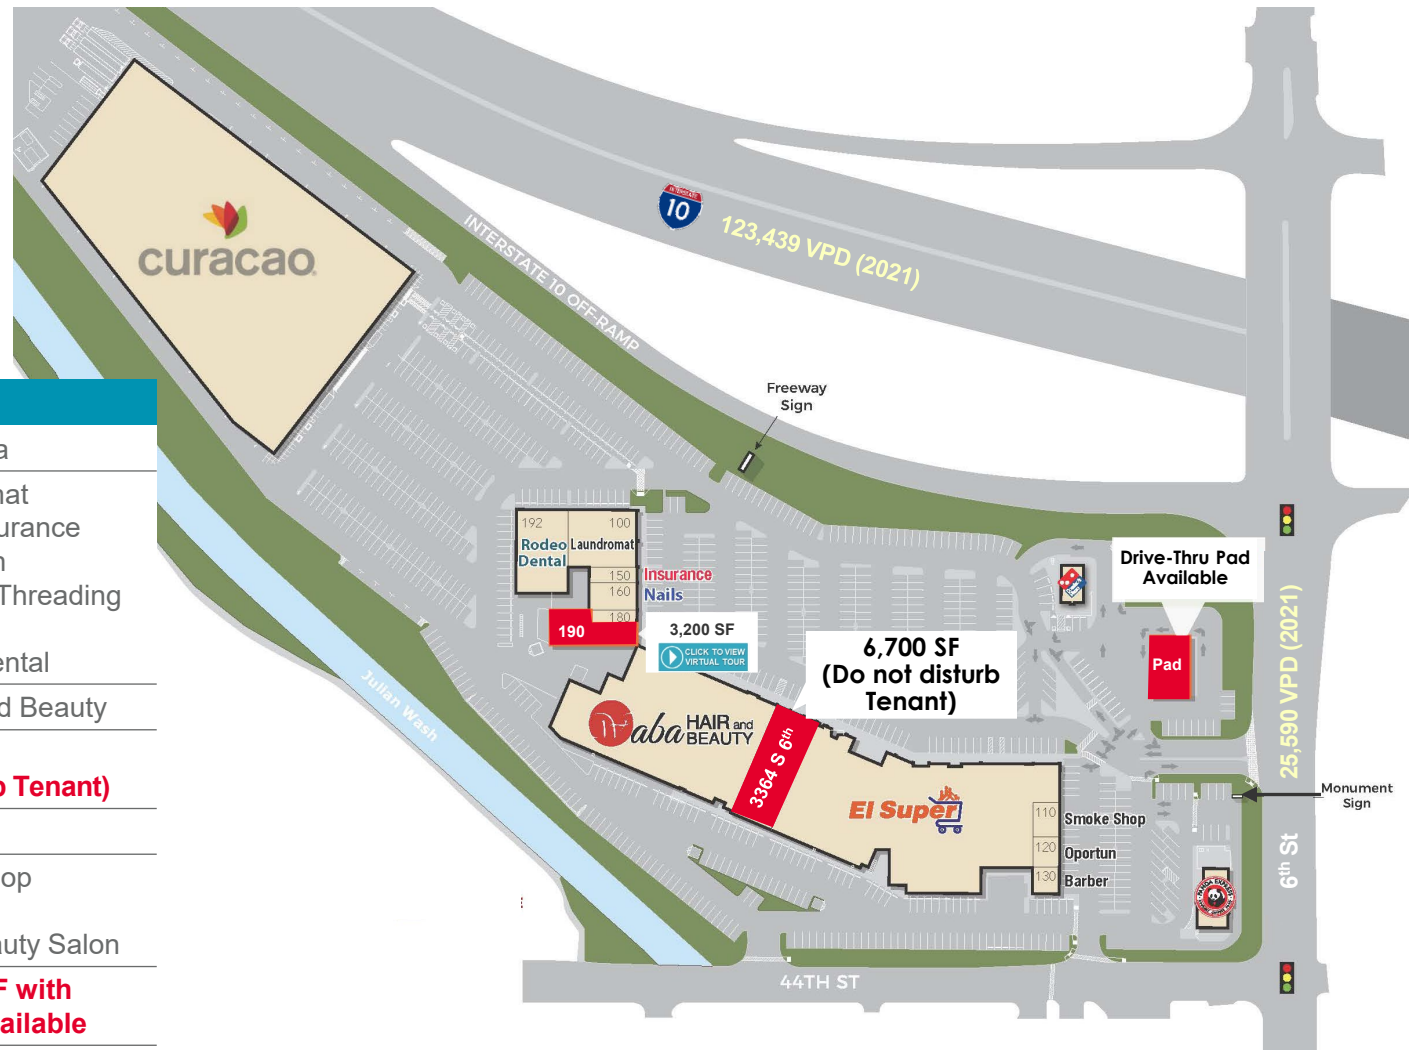 curacao
INTERSTATE 10 OFF-RAMP
INTERSTATE
10
123,439 VPD (2021)
Freeway
Sign
a
nat
urance
n
Threading
ental
d Beauty
o Tenant)
op
auty Salon
F with
ailable
192
100
Rodeo
Dental
Laundromat
150
Insurance
160
Nails
180
190
3,200 SF
CLICK TO VIEW
VIRTUAL TOUR
6,700 SF
(Do not disturb
Tenant)
Drive-Thru Pad
Available
Pad
25,590 VPD (2021)
6th St
Monument
Sign
Julian Wash
aba HAIR and
BEAUTY
3364 S 6th
El Super
110
Smoke Shop
120
Oportun
130
Barber
PANDA EXPRESS
44TH ST